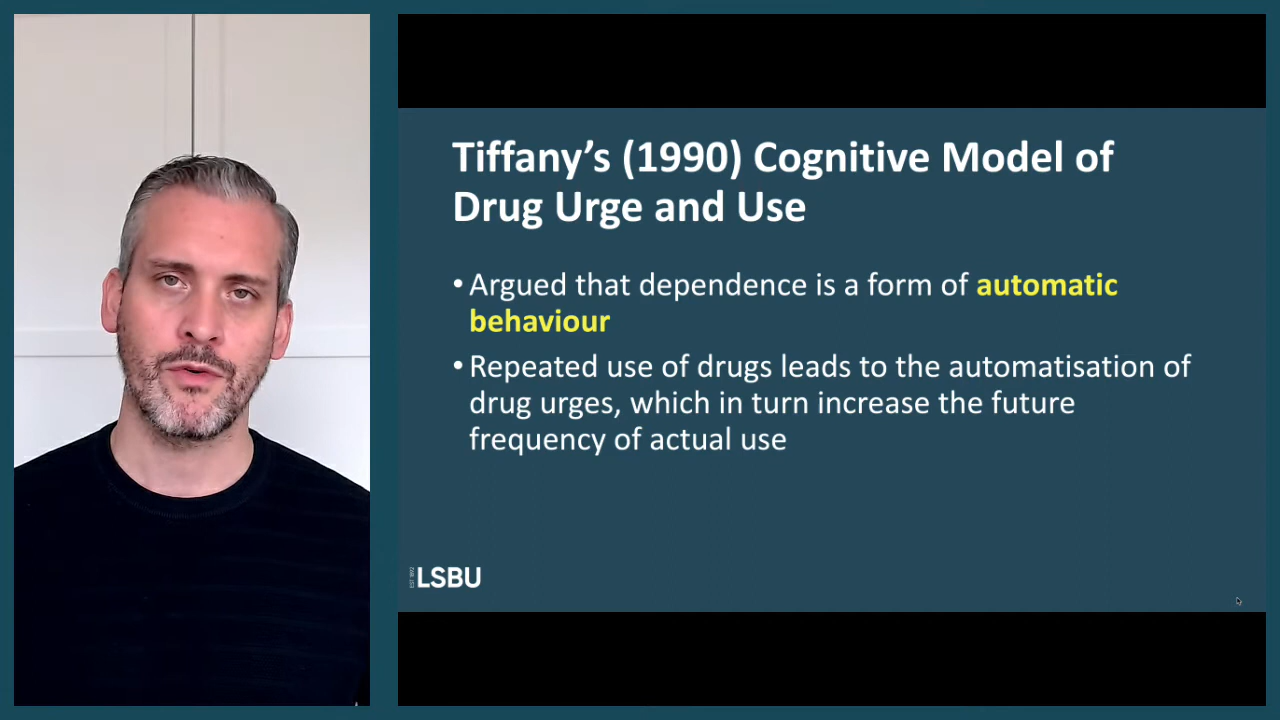 Tiffany’s (1990) Cognitive Model of
Drug Urge and Use
• Argued that dependence is a form of automatic
behaviour
• Repeated use of drugs leads to the automatisation of
drug urges, which in turn increase the future
frequency of actual use
EST 1892
LSBU